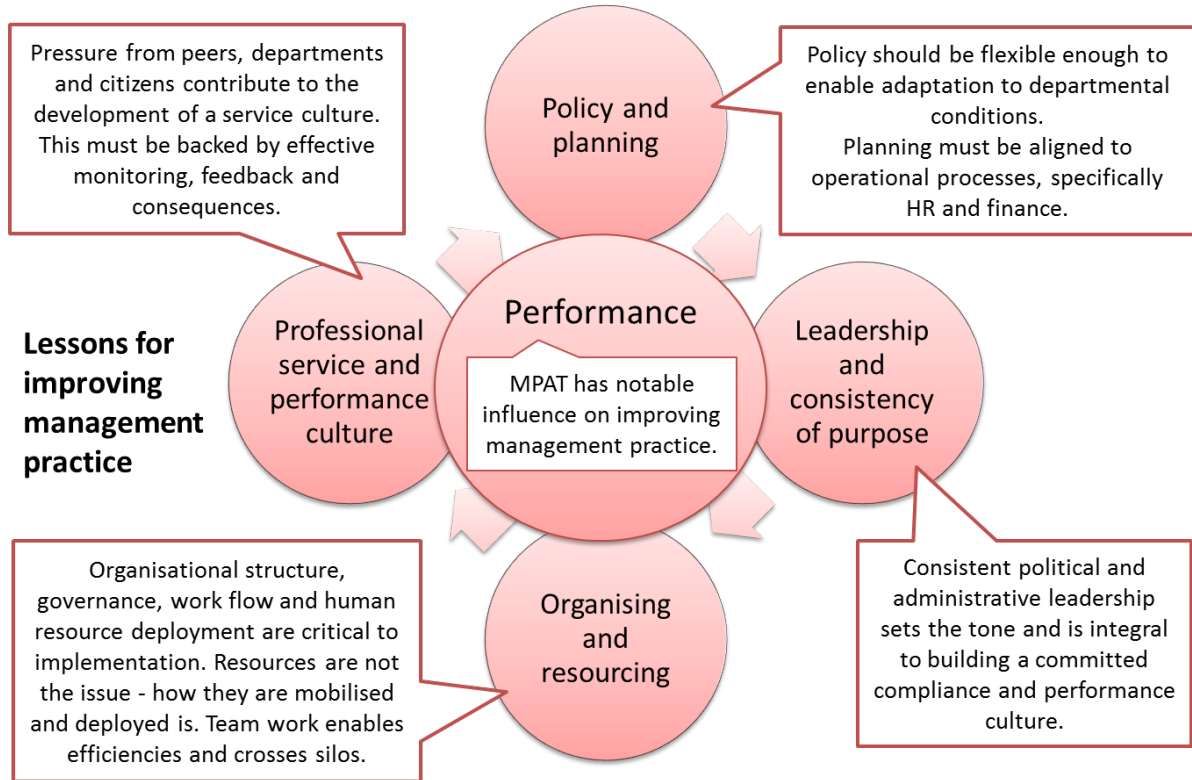 Pressure from peers, departments
and citizens contribute to the
development of a service culture.
This must be backed by effective
monitoring, feedback and
consequences.
Policy and
planning
Policy should be flexible enough to
enable adaptation to departmental
conditions.
Planning must be aligned to
operational processes, specifically
HR and finance.
Lessons for
improving
management
practice
Professional
service and
performance
culture
Performance
MPAT has notable
influence on improving
management practice.
Leadership
and
consistency
of purpose
Organisational structure,
governance, work flow and human
resource deployment are critical to
implementation. Resources are not
the issue - how they are mobilised
and deployed is. Team work enables
efficiencies and crosses silos.
Organising
and
resourcing
Consistent political and
administrative leadership
sets the tone and is integral
to building a committed
compliance and performance
culture.